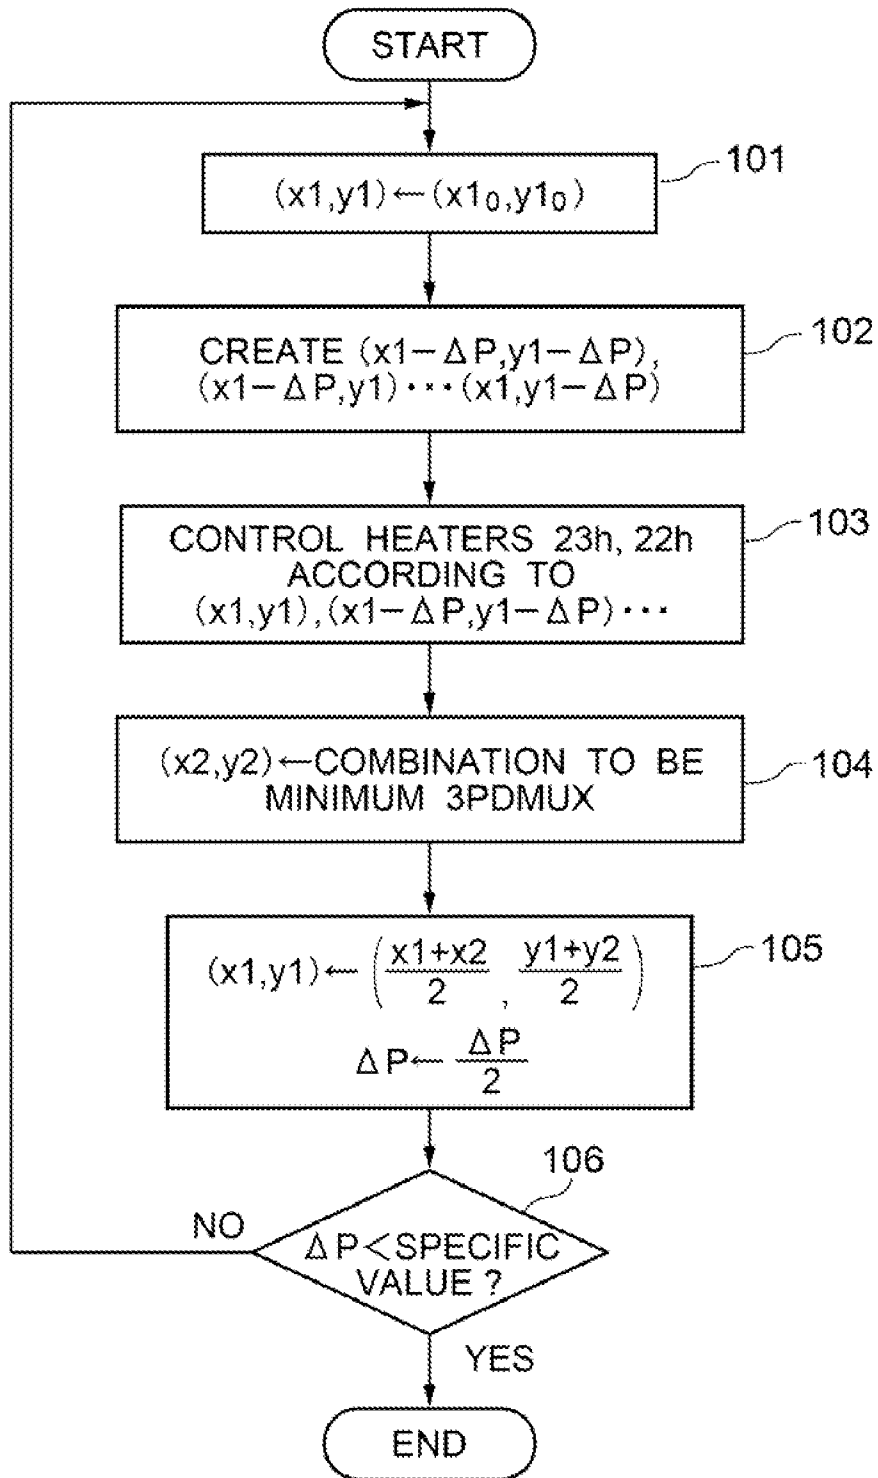 START
101
(x1,y1)←(x1₀,y1₀)
102
CREATE (x1−ΔP,y1−ΔP),
(x1−ΔP,y1)···(x1,y1−ΔP)
103
CONTROL HEATERS 23h, 22h
ACCORDING TO
(x1,y1),(x1−ΔP,y1−ΔP)···
104
(x2,y2)←COMBINATION TO BE
MINIMUM 3PDMUX
105
(x1,y1)←(x1+x2/2, y1+y2/2)
ΔP←ΔP/2
106
NO
ΔP<SPECIFIC
VALUE?
YES
END